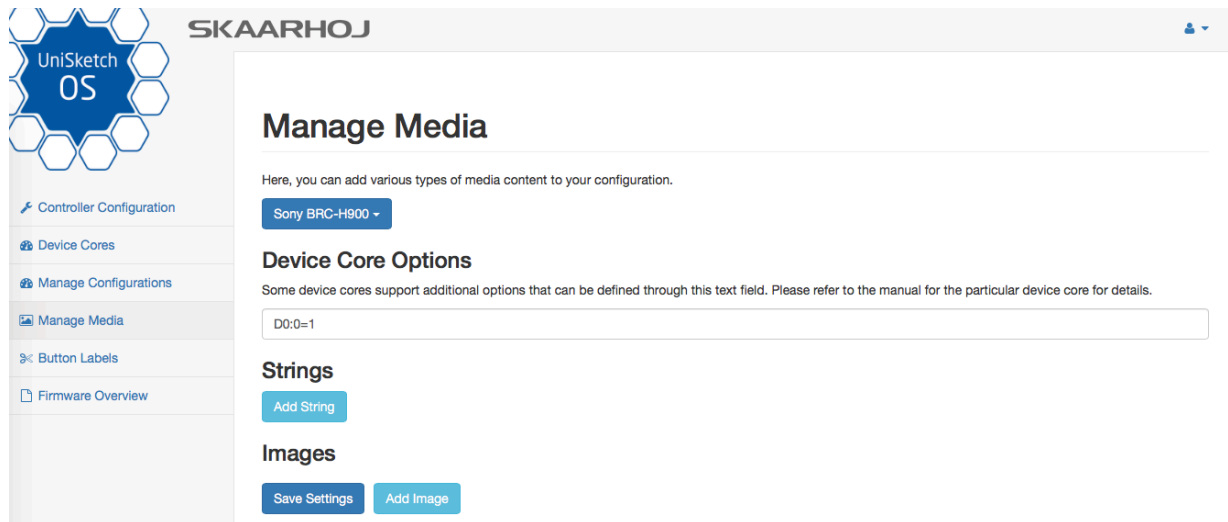 UniSketch
OS
SKAARHOJ
Controller Configuration
Device Cores
Manage Configurations
Manage Media
Button Labels
Firmware Overview
Manage Media
Here, you can add various types of media content to your configuration.
Sony BRC-H900
Device Core Options
Some device cores support additional options that can be defined through this text field. Please refer to the manual for the particular device core for details.
D0:0=1
Strings
Add String
Images
Save Settings Add Image